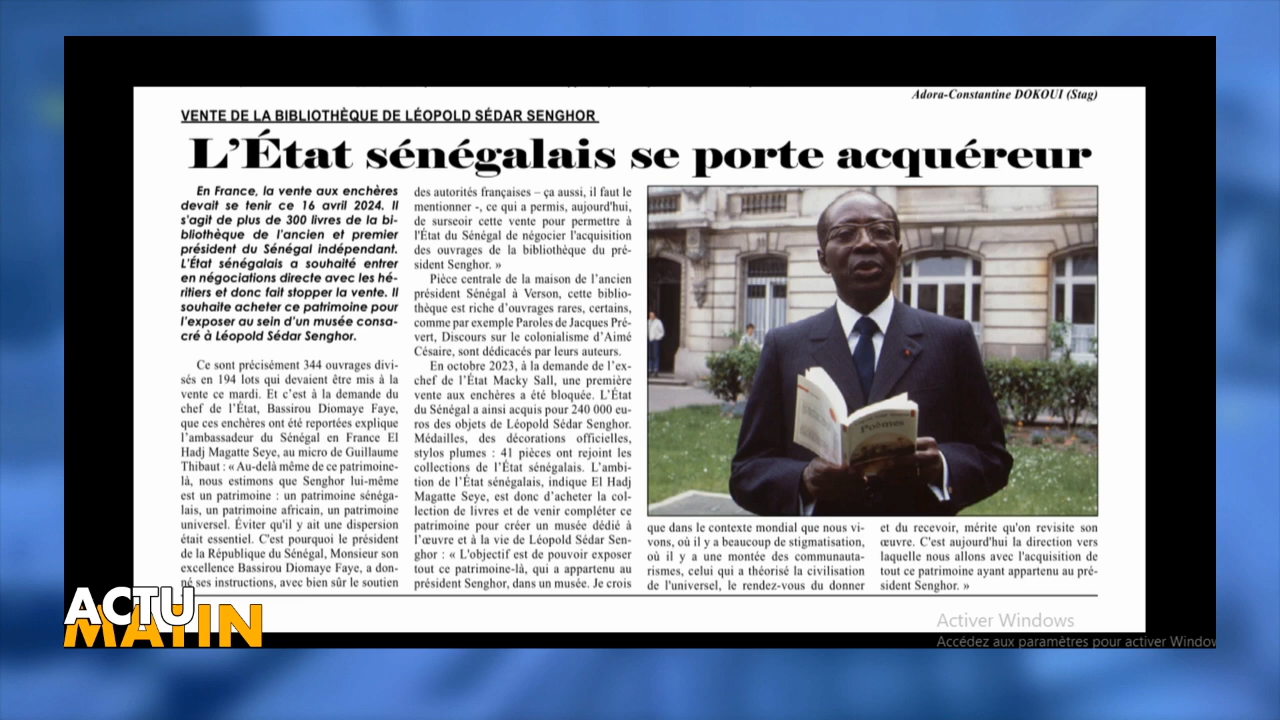 Adora-Constantine DOKOUI (Stag)
VENTE DE LA BIBLIOTHÈQUE DE LÉOPOLD SÉDAR SENGHOR
L'État sénégalais se porte acquéreur
En France, la vente aux enchères
devait se tenir ce 16 avril 2024. Il
s'agit de plus de 300 livres de la bi-
bliothèque de l'ancien et premier
président du Sénégal indépendant.
L'État sénégalais a souhaité entrer
en négociations directe avec les hé-
ritiers et donc fait stopper la vente. Il
souhaite acheter ce patrimoine pour
l'exposer au sein d'un musée consa-
cré à Léopold Sédar Senghor.
Ce sont précisément 344 ouvrages divi-
sés en 194 lots qui devaient être mis à la
vente ce mardi. Et c'est à la demande du
chef de l'État, Bassirou Diomaye Faye,
que ces enchères ont été reportées explique
l'ambassadeur du Sénégal en France El
Hadj Magatte Seye, au micro de Guillaume
Thibaut : « Au-delà même de ce patrimoine-
là, nous estimons que Senghor lui-même
est un patrimoine : un patrimoine sénéga-
lais, un patrimoine africain, un patrimoine
universel. Éviter qu'il y ait une dispersion
était essentiel. C'est pourquoi le président
de la République du Sénégal, Monsieur son
excellence Bassirou Diomaye Faye, a don-
né ses instructions, avec bien sûr le soutien
des autorités françaises – ça aussi, il faut le
mentionner -, ce qui a permis, aujourd'hui,
de surseoir cette vente pour permettre à
l'État du Sénégal de négocier l'acquisition
des ouvrages de la bibliothèque du pré-
sident Senghor. »
Pièce centrale de la maison de l'ancien
président Sénégal à Verson, cette biblio-
thèque est riche d'ouvrages rares, certains,
comme par exemple Paroles de Jacques Pré-
vert, Discours sur le colonialisme d'Aimé
Césaire, sont dédicacés par leurs auteurs.
En octobre 2023, à la demande de l'ex-
chef de l'État Macky Sall, une première
vente aux enchères a été bloquée. L'État
du Sénégal a ainsi acquis pour 240 000 eu-
ros des objets de Léopold Sédar Senghor.
Médailles, des décorations officielles,
stylos plumes : 41 pièces ont rejoint les
collections de l'État sénégalais. L'ambi-
tion de l'État sénégalais, indique El Hadj
Magatte Seye, est donc d'acheter la col-
lection de livres et de venir compléter ce
patrimoine pour créer un musée dédié à
l'œuvre et à la vie de Léopold Sédar Sen-
ghor : « L'objectif est de pouvoir exposer
tout ce patrimoine-là, qui a appartenu au
président Senghor, dans un musée. Je crois
Poèmes
que dans le contexte mondial que nous vi-
vons, où il y a beaucoup de stigmatisation,
où il y a une montée des communauta-
rismes, celui qui a théorisé la civilisation
de l'universel, le rendez-vous du donner
et du recevoir, mérite qu'on revisite son
œuvre. C'est aujourd'hui la direction vers
laquelle nous allons avec l'acquisition de
tout ce patrimoine ayant appartenu au pré-
sident Senghor. »
ACTU
MATIN
Activer Windows
Accédez aux paramètres pour activer Window